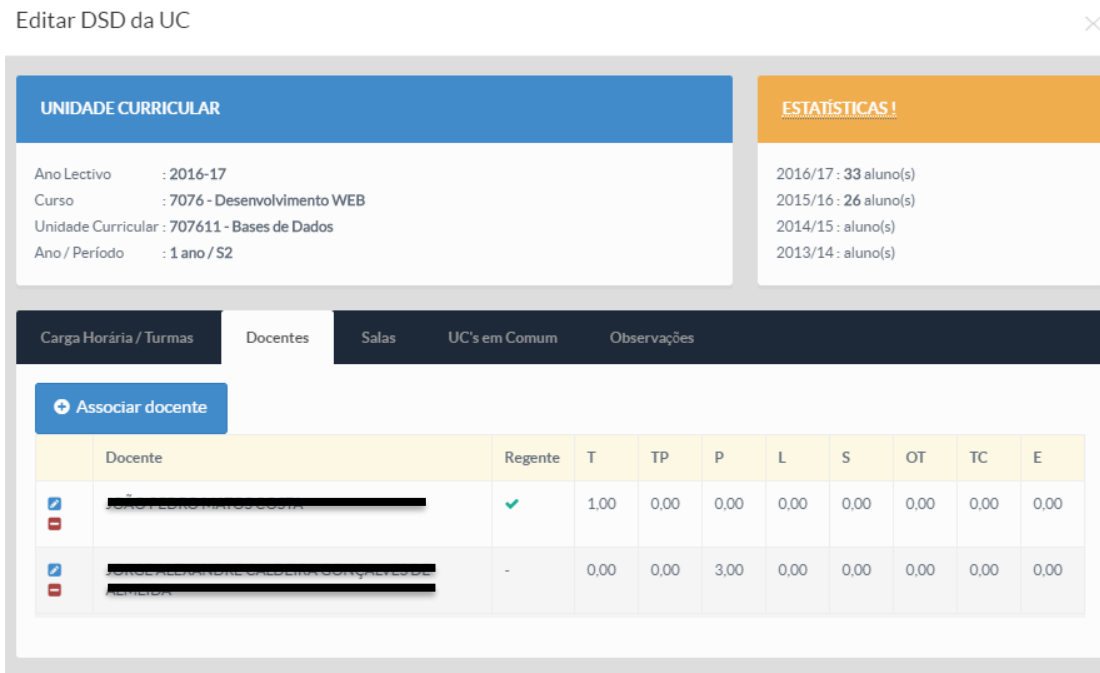 Editar DSD da UC
UNIDADE CURRICULAR
ESTATÍSTICAS !
Ano Lectivo : 2016-17
Curso : 7076 - Desenvolvimento WEB
Unidade Curricular : 707611 - Bases de Dados
Ano / Período : 1 ano / S2
2016/17 : 33 aluno(s)
2015/16 : 26 aluno(s)
2014/15 : aluno(s)
2013/14 : aluno(s)
Carga Horária / Turmas Docentes Salas UC's em Comum Observações
Associar docente
Docente Regente T TP P L S OT TC E
1,00 0,00 0,00 0,00 0,00 0,00 0,00 0,00
- 0,00 0,00 3,00 0,00 0,00 0,00 0,00 0,00